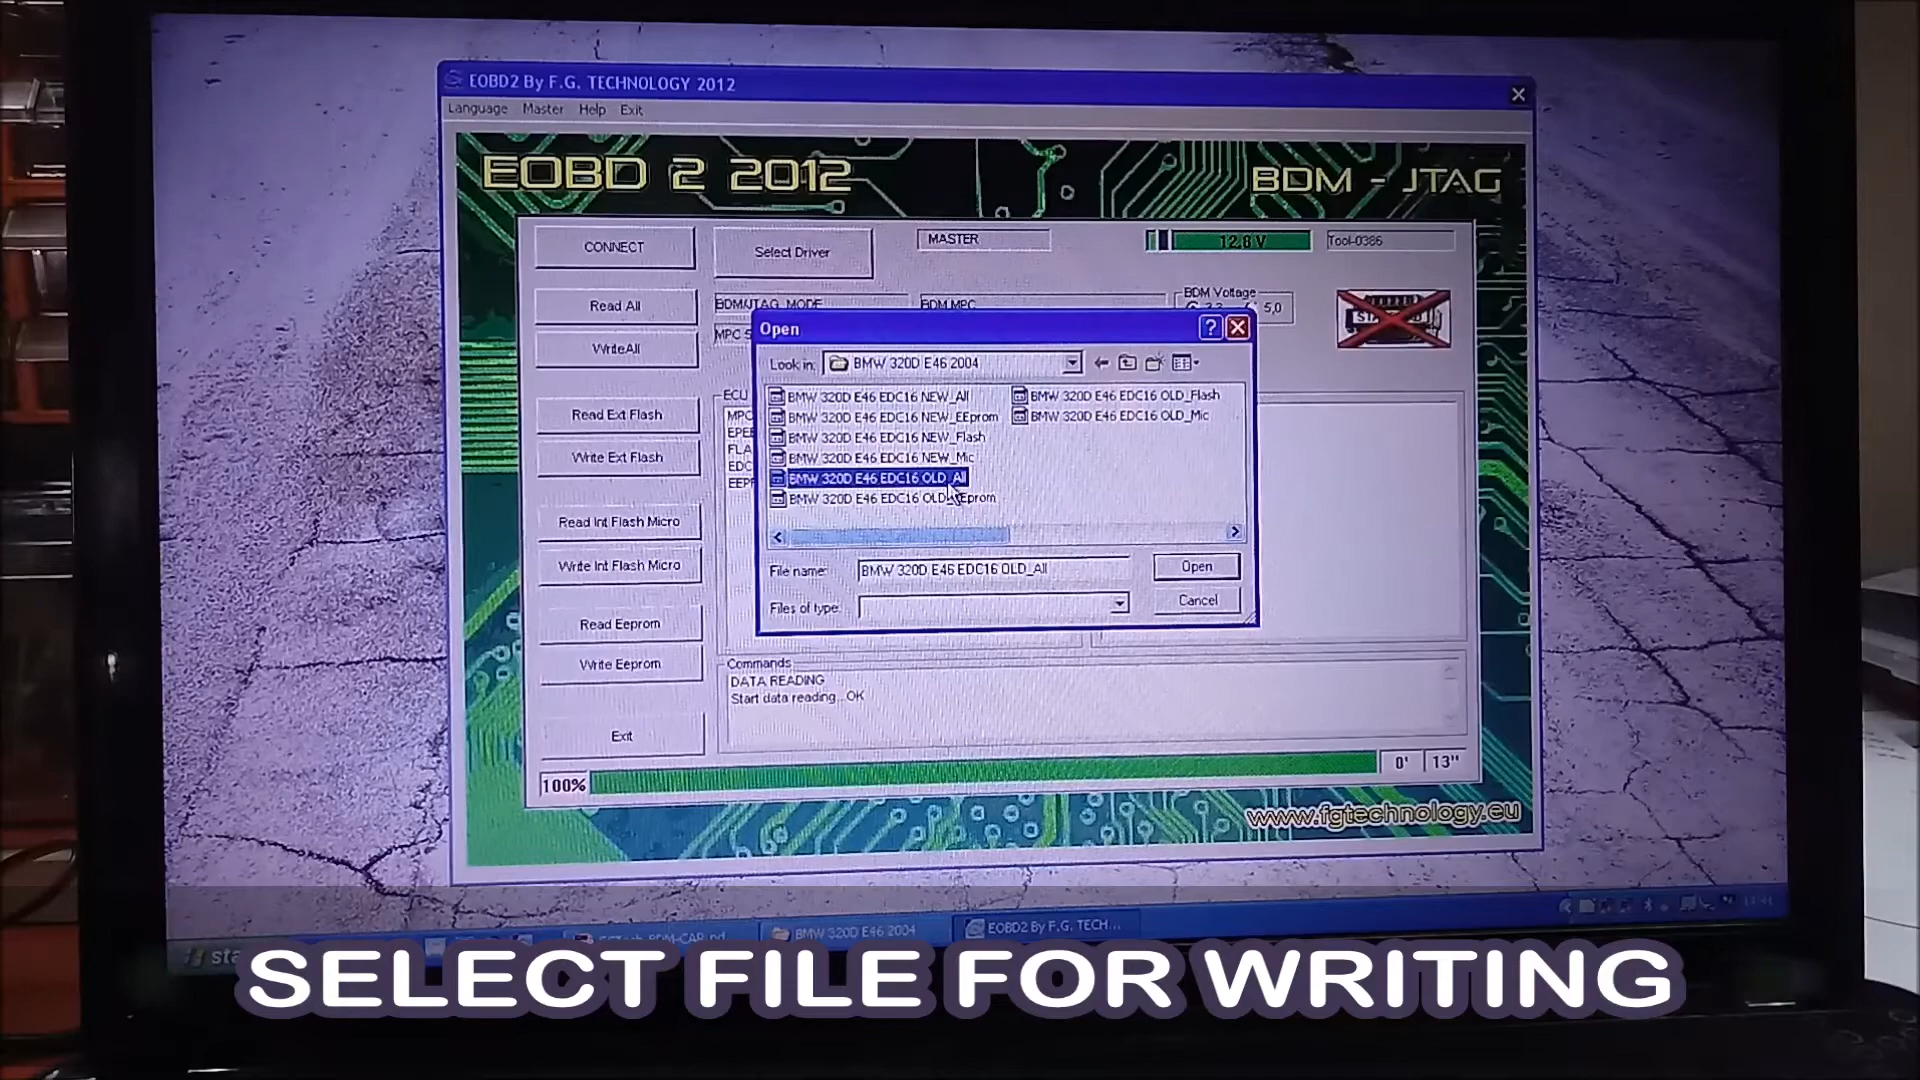 EOBD2 By F.G. TECHNOLOGY 2012
Language Master Help Exit
EOBD 2 2012
BDM - JTAG
CONNECT
Select Driver
MASTER
12.8 V
Tool-0386
Read All
BDM/JTAG MODE
BDM MPC
BDM Voltage
5,0
WriteAll
MPC 5
Open
Look in: BMW 320D E46 2004
Read Ext Flash
Write Ext Flash
Read Int Flash Micro
Write Int Flash Micro
Read Eeprom
Write Eeprom
Exit
ECU
MPC
FLA
EDC
BMW 320D E46 EDC16 NEW_All
BMW 320D E46 EDC16 NEW_EEprom
BMW 320D E46 EDC16 NEW_Flash
BMW 320D E46 EDC16 NEW_Mic
BMW 320D E46 EDC16 OLD_All
BMW 320D E46 EDC16 OLD_EEprom
BMW 320D E46 EDC16 OLD_Flash
BMW 320D E46 EDC16 OLD_Mic
File name: BMW 320D E46 EDC16 OLD_All
Open
Files of type:
Cancel
Commands
DATA READING
Start data reading...OK
100%
0' 13''
www.fgtechnology.eu
BMW 320D E46 2004
EOBD2 By F.G. TECH...
SELECT FILE FOR WRITING